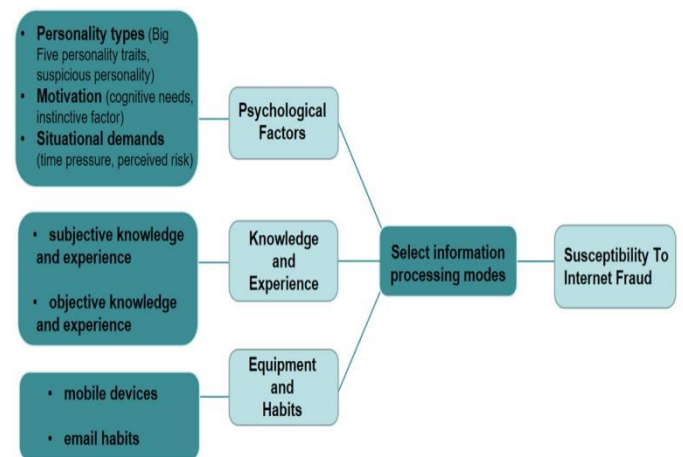 • Personality types (Big
Five personality traits,
suspicious personality)
• Motivation (cognitive needs,
instinctive factor)
• Situational demands
(time pressure, perceived risk)
Psychological
Factors
• subjective knowledge
and experience
• objective knowledge
and experience
Knowledge
and
Experience
• mobile devices
• email habits
Equipment
and
Habits
Select information
processing modes
Susceptibility To
Internet Fraud